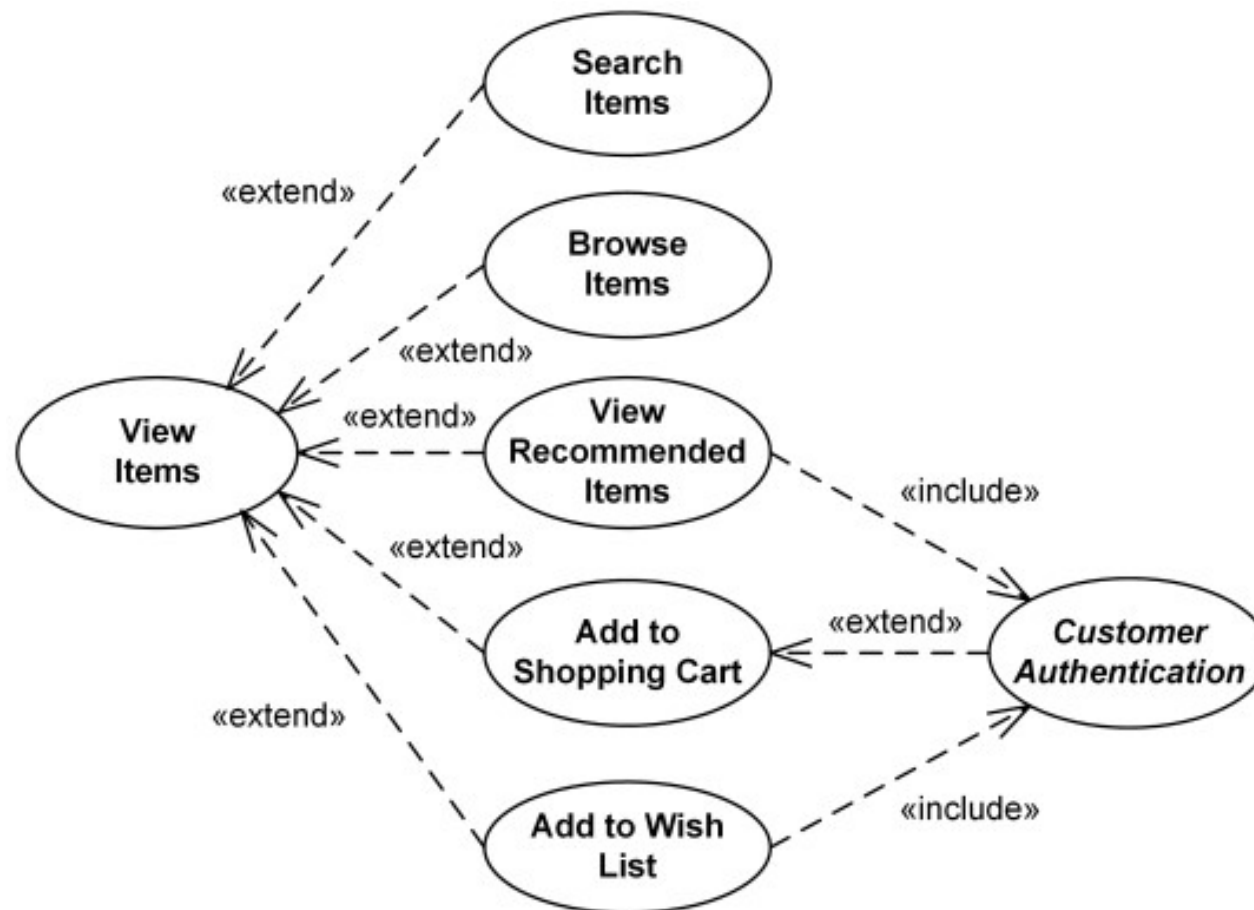 Search
Items
«extend»
Browse
Items
«extend»
View
Items
«extend»
View
Recommended
Items
«include»
«extend»
Add to
Shopping Cart
«extend»
Customer
Authentication
«extend»
Add to Wish
List
«include»